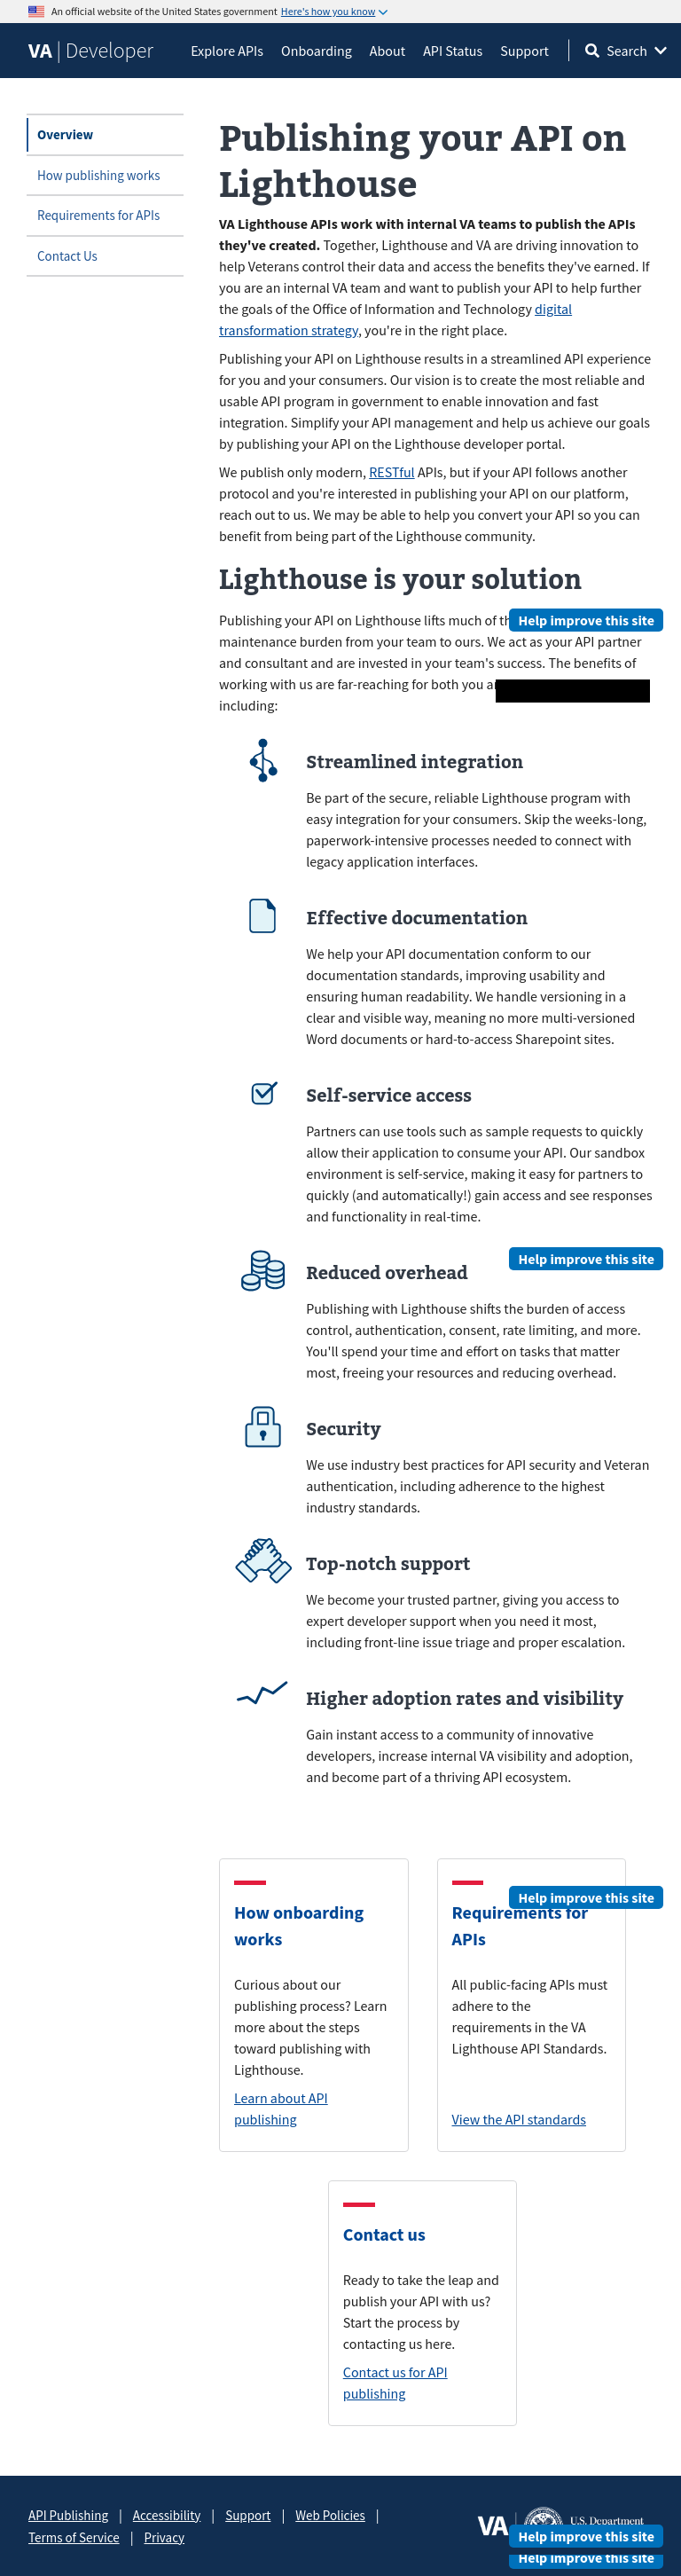 An official website of the United States government Here's how you know
VA | Developer
Explore APIs Onboarding About API Status Support Search
Overview
How publishing works
Requirements for APIs
Contact Us
Publishing your API on
Lighthouse
VA Lighthouse APIs work with internal VA teams to publish the APIs
they've created. Together, Lighthouse and VA are driving innovation to
help Veterans control their data and access the benefits they've earned. If
you are an internal VA team and want to publish your API to help further
the goals of the Office of Information and Technology digital
transformation strategy, you're in the right place.
Publishing your API on Lighthouse results in a streamlined API experience
for you and your consumers. Our vision is to create the most reliable and
usable API program in government to enable innovation and fast
integration. Simplify your API management and help us achieve our goals
by publishing your API on the Lighthouse developer portal.
We publish only modern, RESTful APIs, but if your API follows another
protocol and you're interested in publishing your API on our platform,
reach out to us. We may be able to help you convert your API so you can
benefit from being part of the Lighthouse community.
Lighthouse is your solution
Publishing your API on Lighthouse lifts much of
Help improve this site
maintenance burden from your team to ours. We act as your API partner
and consultant and are invested in your team's success. The benefits of
working with us are far-reaching for both you
including:
Streamlined integration
Be part of the secure, reliable Lighthouse program with
easy integration for your consumers. Skip the weeks-long,
paperwork-intensive processes needed to connect with
legacy application interfaces.
Effective documentation
We help your API documentation conform to our
documentation standards, improving usability and
ensuring human readability. We handle versioning in a
clear and visible way, meaning no more multi-versioned
Word documents or hard-to-access Sharepoint sites.
Self-service access
Partners can use tools such as sample requests to quickly
allow their application to consume your API. Our sandbox
environment is self-service, making it easy for partners to
quickly (and automatically!) gain access and see responses
and functionality in real-time.
Help improve this site
Reduced overhead
Publishing with Lighthouse shifts the burden of access
control, authentication, consent, rate limiting, and more.
You'll spend your time and effort on tasks that matter
most, freeing your resources and reducing overhead.
Security
We use industry best practices for API security and Veteran
authentication, including adherence to the highest
industry standards.
Top-notch support
We become your trusted partner, giving you access to
expert developer support when you need it most,
including front-line issue triage and proper escalation.
Higher adoption rates and visibility
Gain instant access to a community of innovative
developers, increase internal VA visibility and adoption,
and become part of a thriving API ecosystem.
How onboarding
works
Curious about our
publishing process? Learn
more about the steps
toward publishing with
Lighthouse.
Learn about API
publishing
Help improve this site
Requirements for
APIs
All public-facing APIs must
adhere to the
requirements in the VA
Lighthouse API Standards.
View the API standards
Contact us
Ready to take the leap and
publish your API with us?
Start the process by
contacting us here.
Contact us for API
publishing
API Publishing | Accessibility | Support | Web Policies |
Terms of Service | Privacy
VA
U.S. Department
Help improve this site
Help improve this site